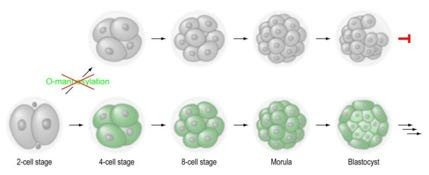 O-mannosylation
2-cell stage
4-cell stage
8-cell stage
Morula
Blastocyst